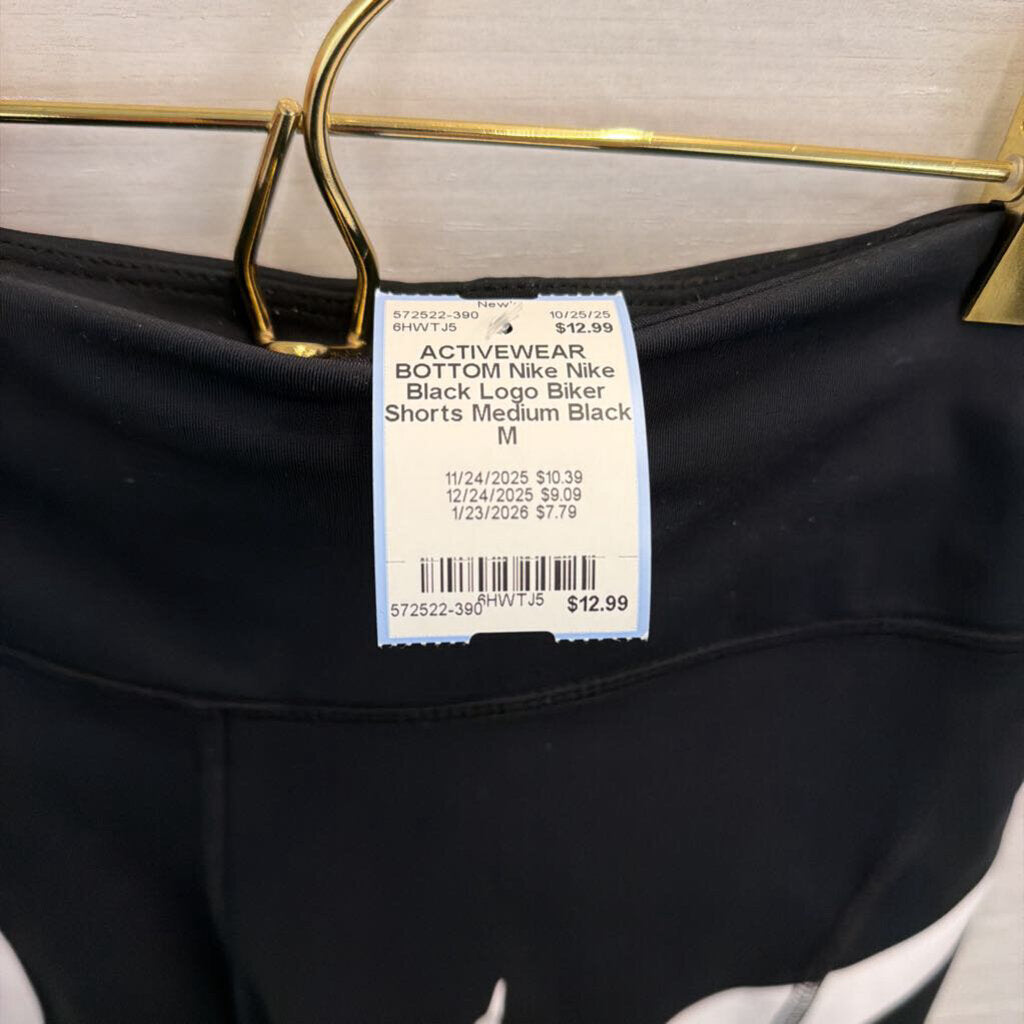 New
572522-390 10/25/25
6HWTJ5 $12.99
ACTIVEWEAR
BOTTOM Nike Nike
Black Logo Biker
Shorts Medium Black
M
11/24/2025 $10.39
12/24/2025 $9.09
1/23/2026 $7.79
572522-390 6HWTJ5 $12.99